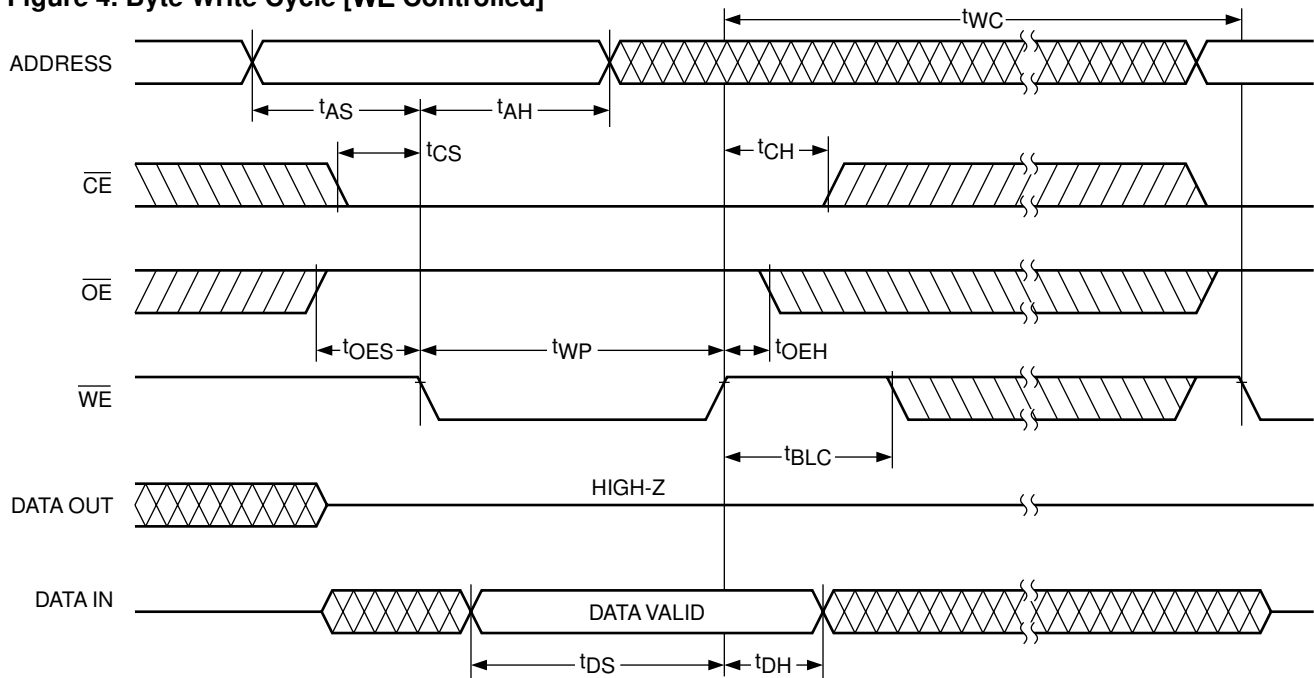 Figure 4. Byte Write Cycle [WE Controlled]
tWC
ADDRESS
tAS
tAH
tCS
tCH
CE
OE
tOES
tWP
tOEH
WE
tBLC
HIGH-Z
DATA OUT
DATA IN
DATA VALID
tDS
tDH